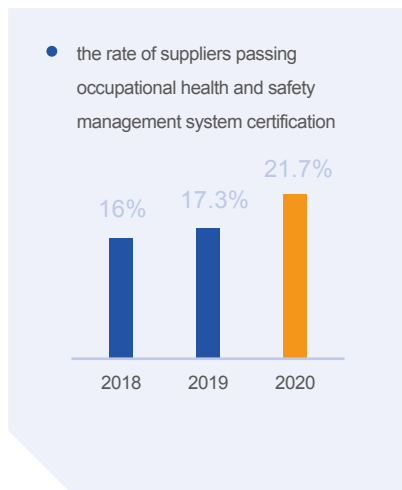 the rate of suppliers passing
occupational health and safety
management system certification
21.7%
16% 17.3%
2018 2019 2020